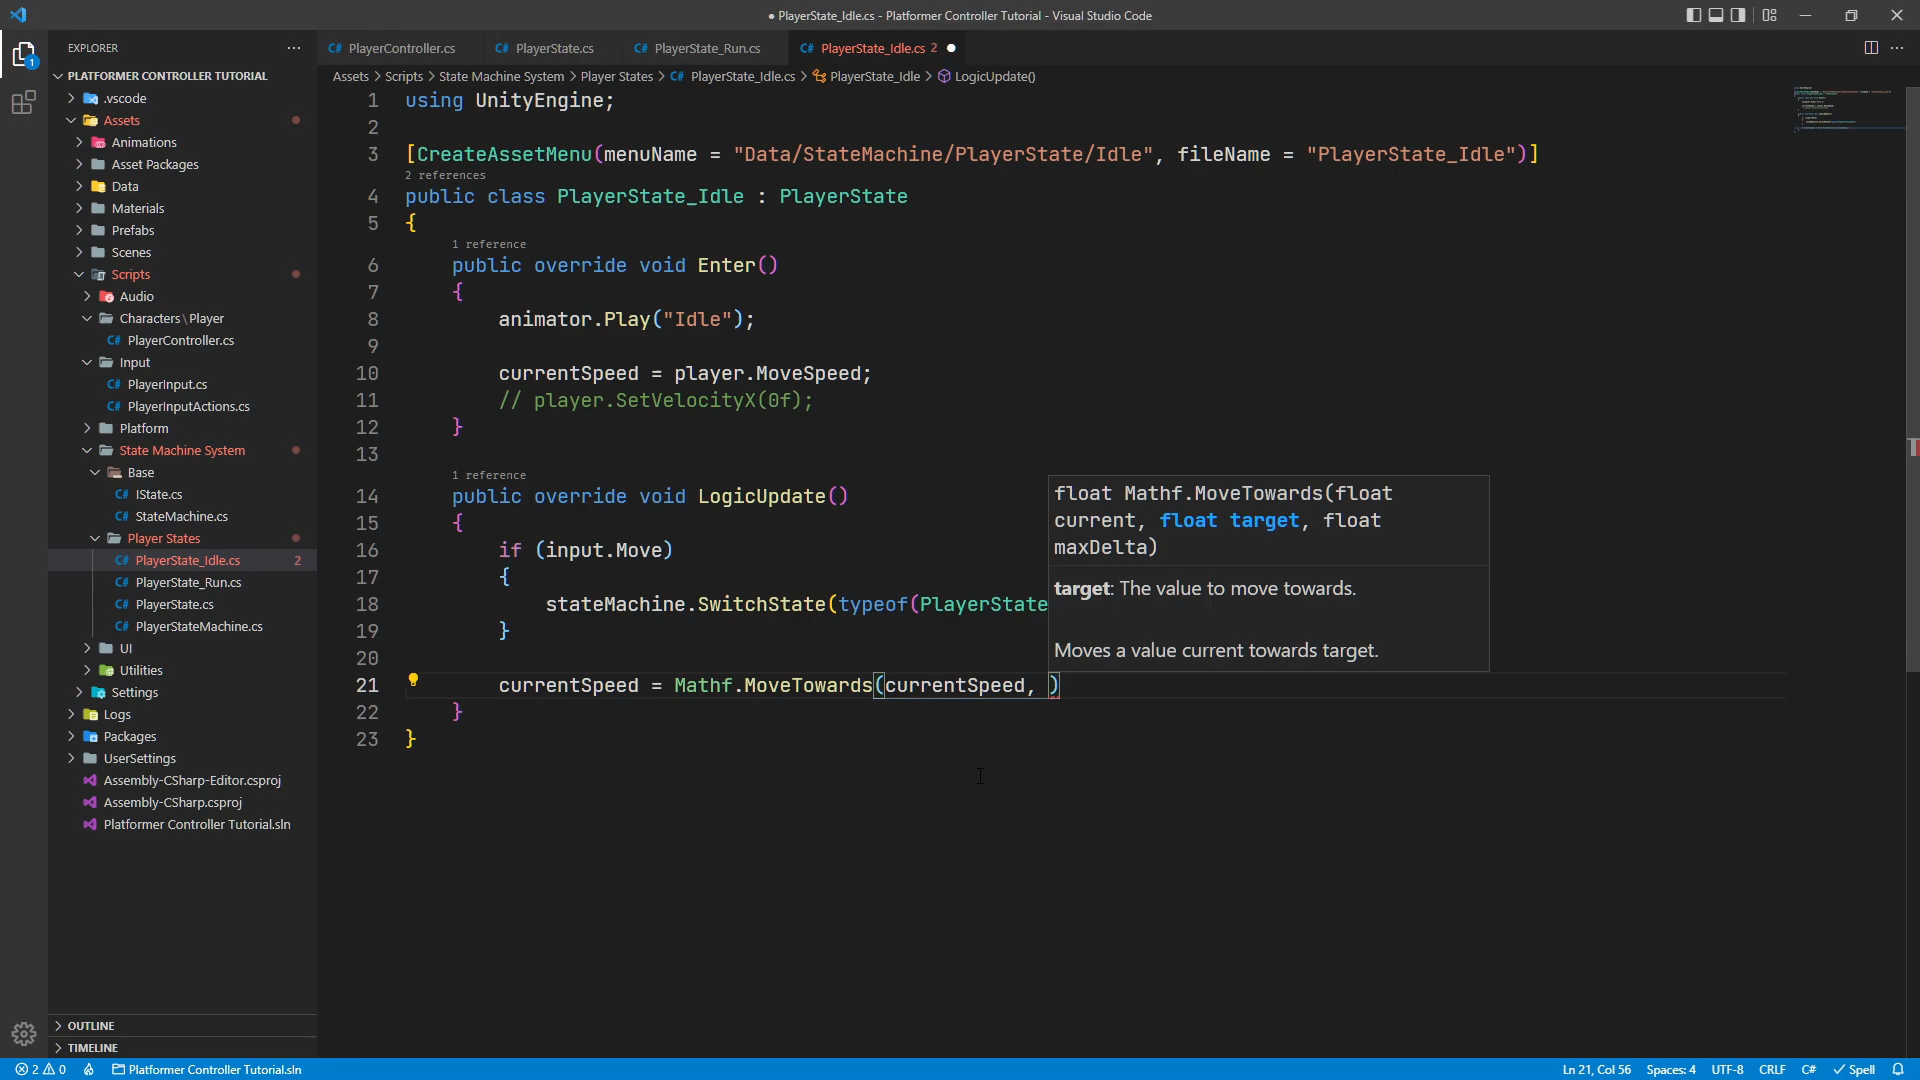 ● PlayerState_Idle.cs - Platformer Controller Tutorial - Visual Studio Code
EXPLORER
PLATFORMER CONTROLLER TUTORIAL
.vscode
Assets
Animations
Asset Packages
Data
Materials
Prefabs
Scenes
Scripts
Audio
Characters\Player
C# PlayerController.cs
Input
C# PlayerInput.cs
C# PlayerInputActions.cs
Platform
State Machine System
Base
C# IState.cs
C# StateMachine.cs
Player States
C# PlayerState_Idle.cs 2
C# PlayerState_Run.cs
C# PlayerState.cs
C# PlayerStateMachine.cs
UI
Utilities
Settings
Logs
Packages
UserSettings
Assembly-CSharp-Editor.csproj
Assembly-CSharp.csproj
Platformer Controller Tutorial.sln
OUTLINE
TIMELINE
C# PlayerController.cs C# PlayerState.cs C# PlayerState_Run.cs C# PlayerState_Idle.cs 2 ●
Assets > Scripts > State Machine System > Player States > C# PlayerState_Idle.cs > PlayerState_Idle > LogicUpdate()
1 using UnityEngine;
2
3 [CreateAssetMenu(menuName = "Data/StateMachine/PlayerState/Idle", fileName = "PlayerState_Idle")]
2 references
4 public class PlayerState_Idle : PlayerState
5 {
1 reference
6 public override void Enter()
7 {
8 animator.Play("Idle");
9
10 currentSpeed = player.MoveSpeed;
11 // player.SetVelocityX(0f);
12 }
13
1 reference
14 public override void LogicUpdate()
15 {
16 if (input.Move)
17 {
18 stateMachine.SwitchState(typeof(PlayerState
19 }
20
21 currentSpeed = Mathf.MoveTowards(currentSpeed, )
22 }
23 }
float Mathf.MoveTowards(float
current, float target, float
maxDelta)
target: The value to move towards.
Moves a value current towards target.
1
2 0 Platformer Controller Tutorial.sln Ln 21, Col 56 Spaces: 4 UTF-8 CRLF C# Spell